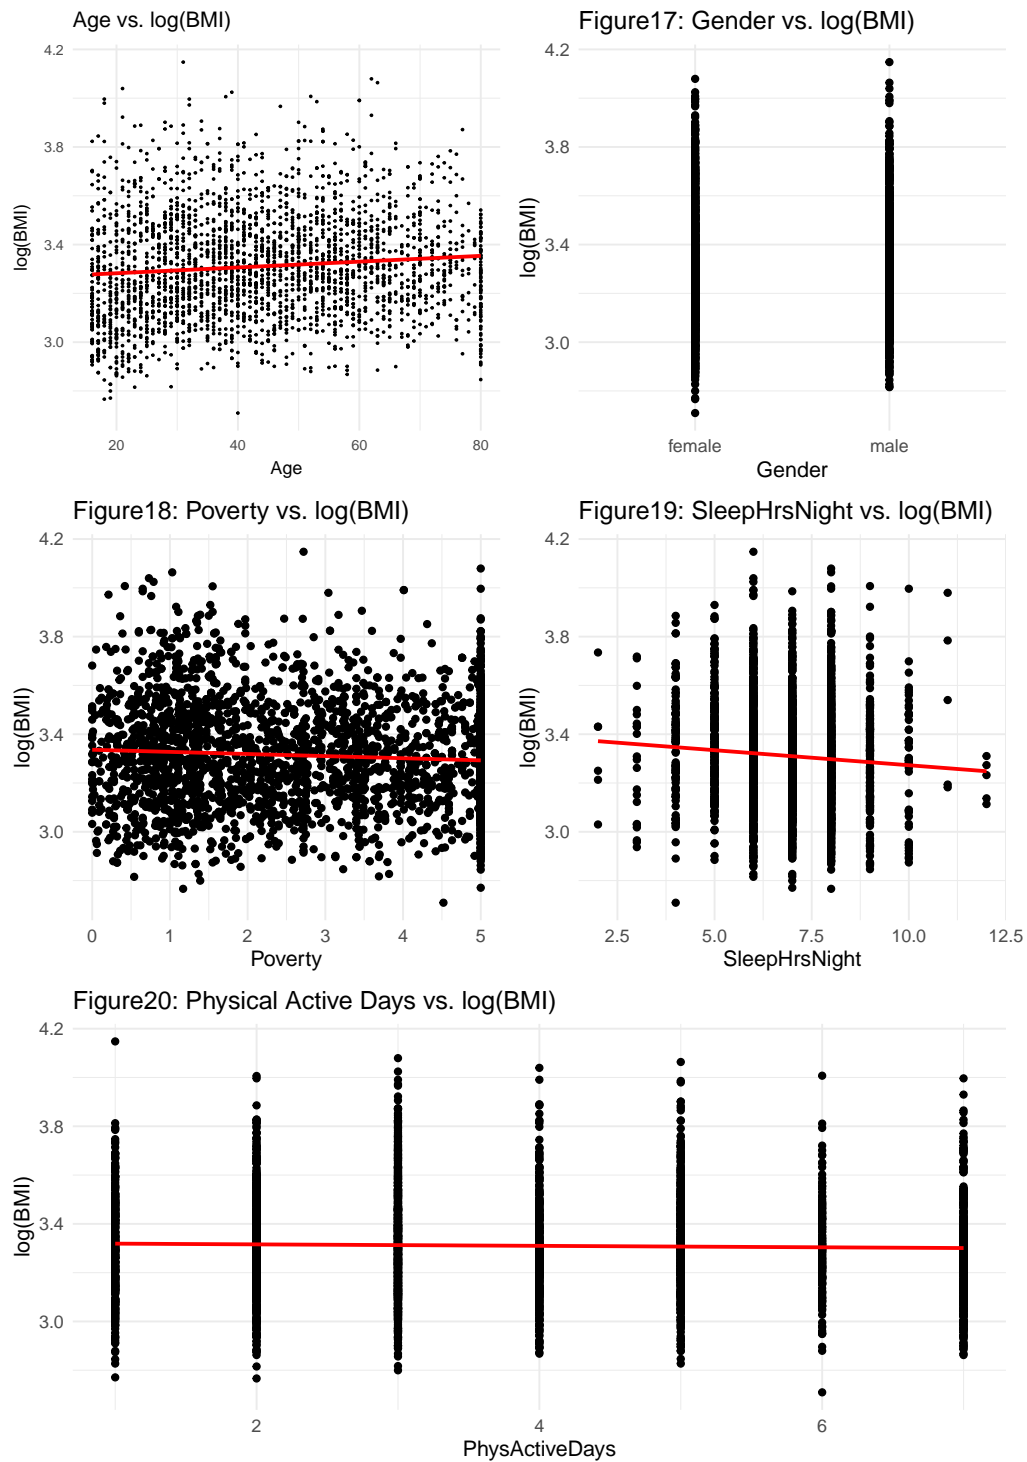 Age vs. log(BMI)
4.2
3.8
3.4
3.0
log(BMI)
20 40 60 80
Age
Figure17: Gender vs. log(BMI)
4.2
3.8
3.4
3.0
log(BMI)
female male
Gender
Figure18: Poverty vs. log(BMI)
4.2
3.8
3.4
3.0
log(BMI)
0 1 2 3 4 5
Poverty
Figure19: SleepHrsNight vs. log(BMI)
4.2
3.8
3.4
3.0
log(BMI)
2.5 5.0 7.5 10.0 12.5
SleepHrsNight
Figure20: Physical Active Days vs. log(BMI)
4.2
3.8
3.4
3.0
log(BMI)
2 4 6
PhysActiveDays